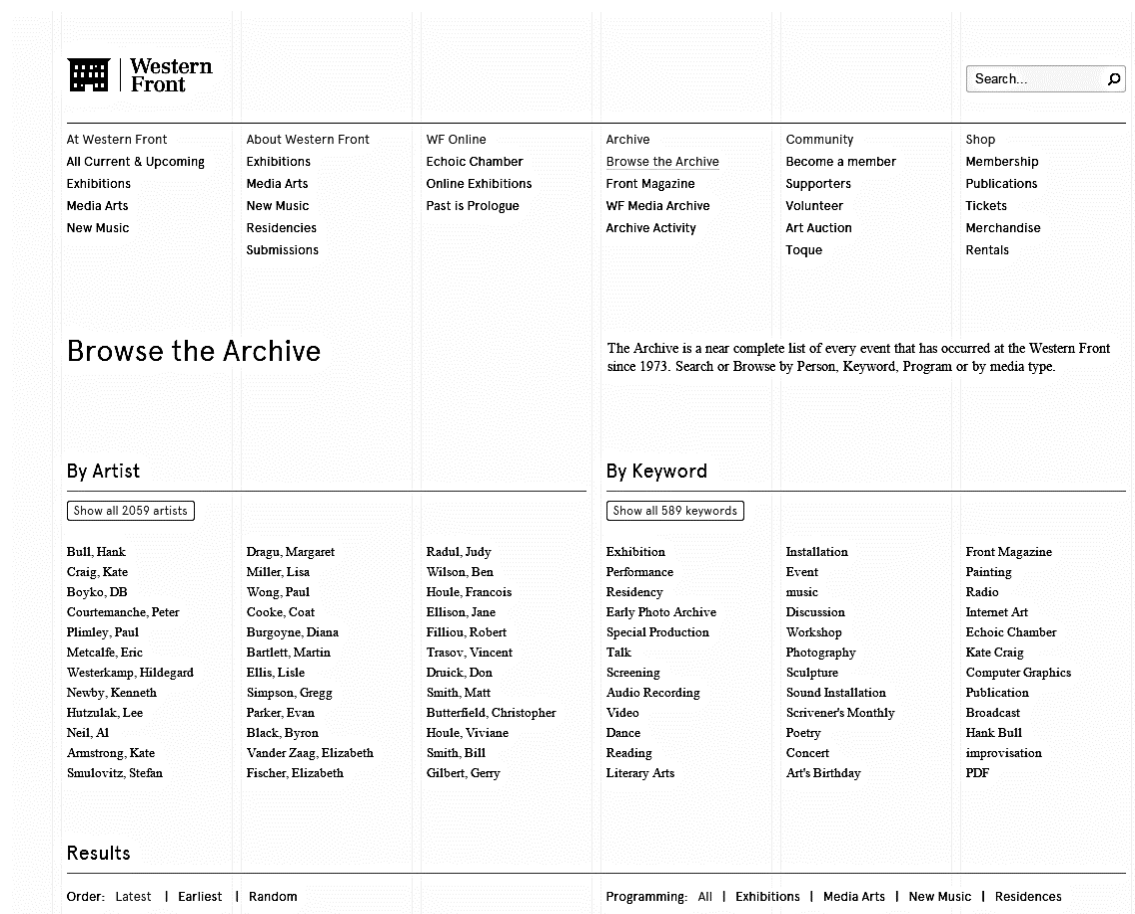 Western
Front
Search...
At Western Front
All Current & Upcoming
Exhibitions
Media Arts
New Music
About Western Front
Exhibitions
Media Arts
New Music
Residencies
Submissions
WF Online
Echoic Chamber
Online Exhibitions
Past is Prologue
Archive
Browse the Archive
Front Magazine
WF Media Archive
Archive Activity
Community
Become a member
Supporters
Volunteer
Art Auction
Toque
Shop
Membership
Publications
Tickets
Merchandise
Rentals
Browse the Archive
The Archive is a near complete list of every event that has occurred at the Western Front
since 1973. Search or Browse by Person, Keyword, Program or by media type.
By Artist
Show all 2059 artists
Bull, Hank
Craig, Kate
Boyko, DB
Courtemanche, Peter
Plimley, Paul
Metcalfe, Eric
Westerkamp, Hildegard
Newby, Kenneth
Hutzulak, Lee
Neil, Al
Armstrong, Kate
Smulovitz, Stefan
Dragu, Margaret
Miller, Lisa
Wong, Paul
Cooke, Coat
Burgoyne, Diana
Bartlett, Martin
Ellis, Lisle
Simpson, Gregg
Parker, Evan
Black, Byron
Vander Zaag, Elizabeth
Fischer, Elizabeth
Radul, Judy
Wilson, Ben
Houle, Francois
Ellison, Jane
Filliou, Robert
Trasov, Vincent
Druick, Don
Smith, Matt
Butterfield, Christopher
Houle, Viviane
Smith, Bill
Gilbert, Gerry
By Keyword
Show all 589 keywords
Exhibition
Performance
Residency
Early Photo Archive
Special Production
Talk
Screening
Audio Recording
Video
Dance
Reading
Literary Arts
Installation
Event
music
Discussion
Workshop
Photography
Sculpture
Sound Installation
Scrivener's Monthly
Poetry
Concert
Art's Birthday
Front Magazine
Painting
Radio
Internet Art
Echoic Chamber
Kate Craig
Computer Graphics
Publication
Broadcast
Hank Bull
improvisation
PDF
Results
Order: Latest | Earliest | Random
Programming: All | Exhibitions | Media Arts | New Music | Residences